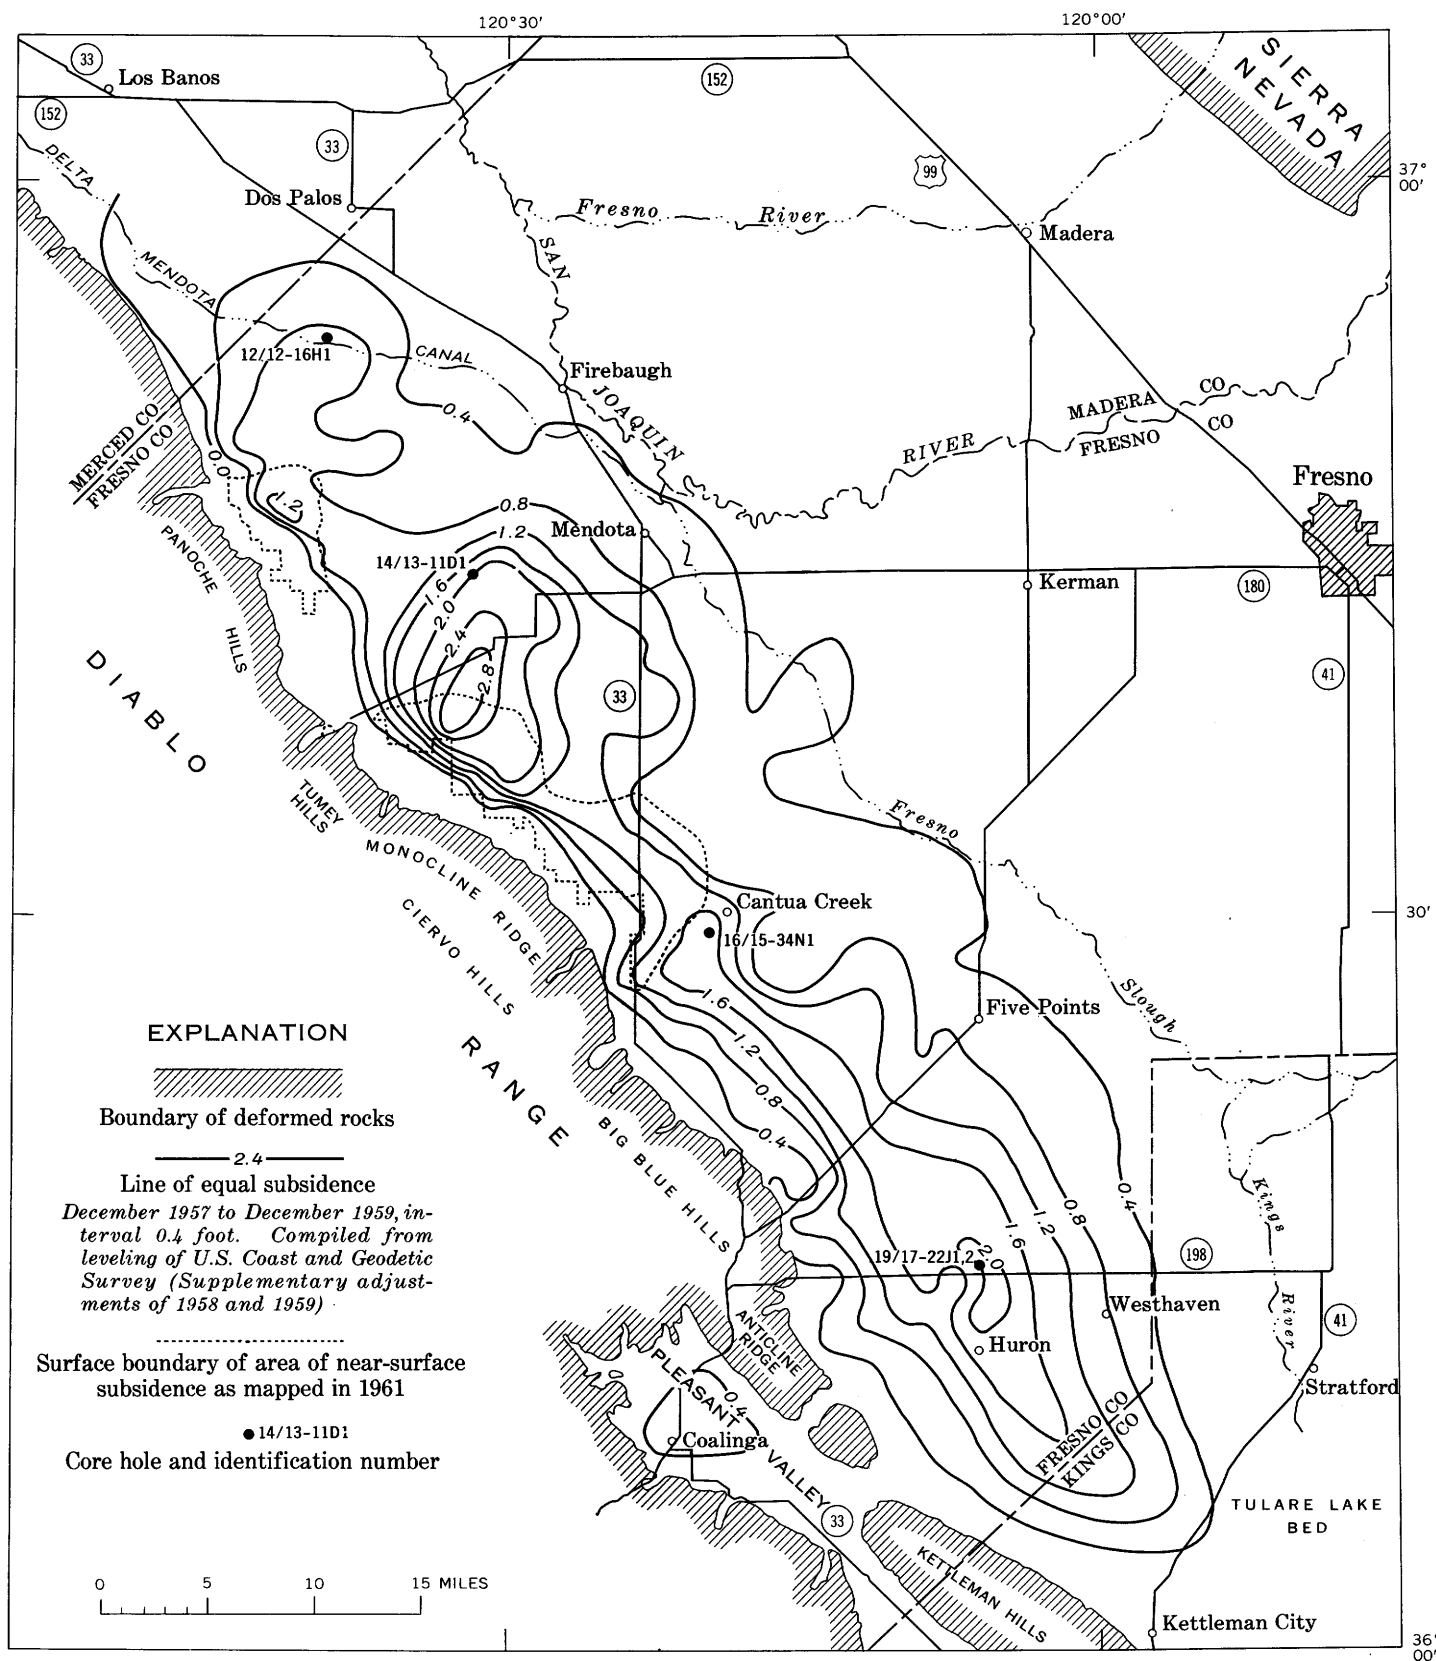 120°30′
120°00′
33
Los Banos
152
152
SIERRA
NEVADA
33
99
DELTA
37°
00′
Dos Palos
Fresno River
Madera
SAN
MENDOTA
12/12-16H1
CANAL
Firebaugh
JOAQUIN
MADERA CO
FRESNO CO
RIVER
0.4
MERCED CO
FRESNO CO
0.0
Fresno
1.2
0.8
1.2
Mendota
PANOCHE
HILLS
14/13-11D1
1.6
2.0
2.4
2.8
Kerman
180
DIABLO
33
41
TUMEY
HILLS
Fresno
MONOCLINE RIDGE
CIERVO HILLS
Cantua Creek
30′
16/15-34N1
1.6
Slough
Five Points
1.2
RANGE
0.8
BIG BLUE HILLS
0.4
EXPLANATION
Boundary of deformed rocks
2.4
Line of equal subsidence
December 1957 to December 1959, in-
terval 0.4 foot. Compiled from
leveling of U.S. Coast and Geodetic
Survey (Supplementary adjust-
ments of 1958 and 1959)
Surface boundary of area of near-surface
subsidence as mapped in 1961
14/13-11D1
Core hole and identification number
Kings
River
0.4
0.8
1.2
1.6
2.0
19/17-22J1,2
198
Westhaven
41
Huron
ANTICLINE
RIDGE
Stratford
PLEASANT
VALLEY
0.4
Coalinga
FRESNO CO
KINGS CO
33
TULARE LAKE
BED
KETTLEMAN HILLS
0 5 10 15 MILES
Kettleman City
36°
00′